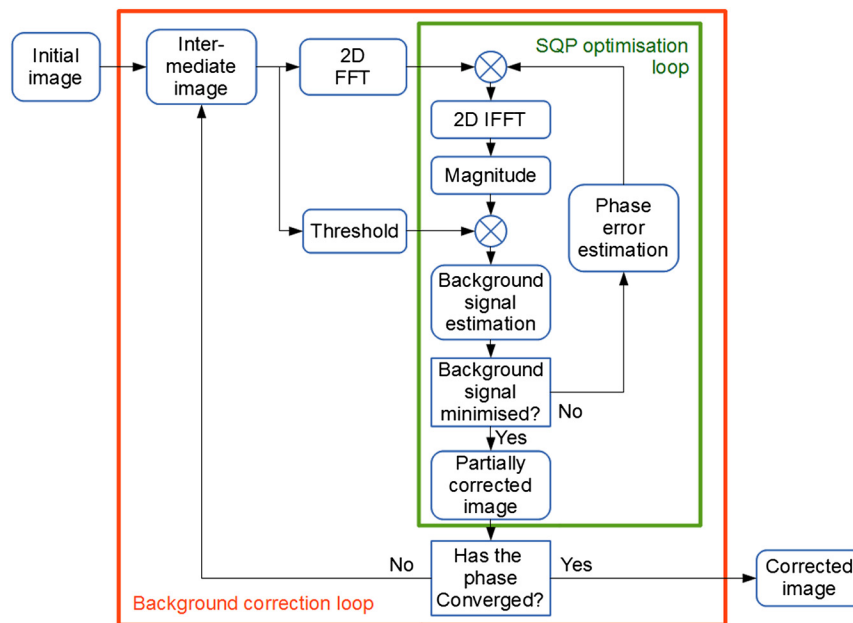 Initial
image
Inter-
mediate
image
2D
FFT
SQP optimisation
loop
2D IFFT
Magnitude
Threshold
Phase
error
estimation
Background
signal
estimation
Background
signal
minimised?
No
Yes
Partially
corrected
image
Has the
phase
Converged?
No
Yes
Corrected
image
Background correction loop